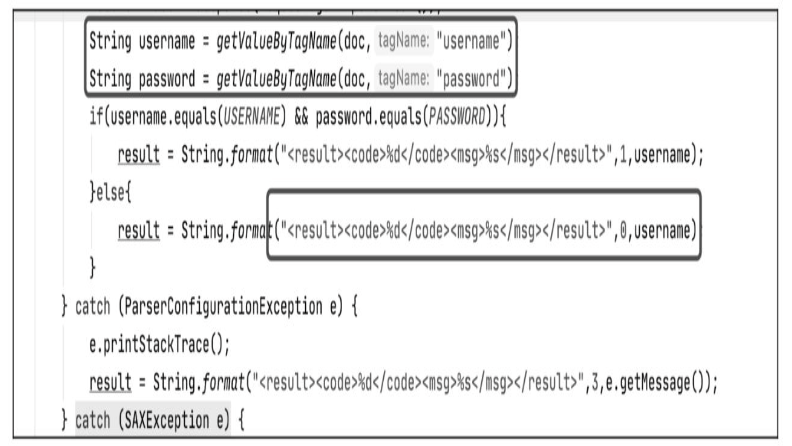 String username = getValueByTagName(doc, tagName: "username")
String password = getValueByTagName(doc, tagName: "password")
if(username.equals(USERNAME) && password.equals(PASSWORD)){
result = String.format("<result><code>%d</code><msg>%s</msg></result>",1,username);
}else{
result = String.format("<result><code>%d</code><msg>%s</msg></result>",0,username)
}
} catch (ParserConfigurationException e) {
e.printStackTrace();
result = String.format("<result><code>%d</code><msg>%s</msg></result>",3,e.getMessage());
} catch (SAXException e) {